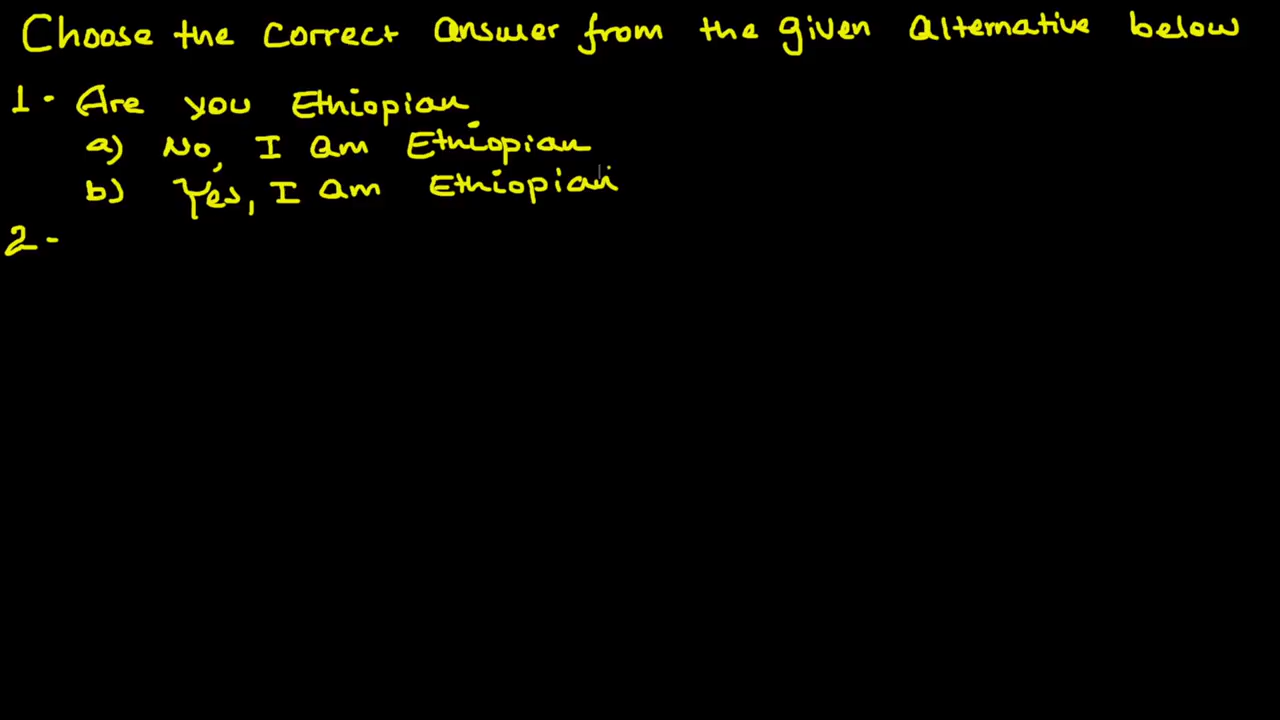 Choose the correct answer from the given alternative below
1- Are you Ethiopian
a) No, I am Ethiopian
b) Yes, I am Ethiopian
2-